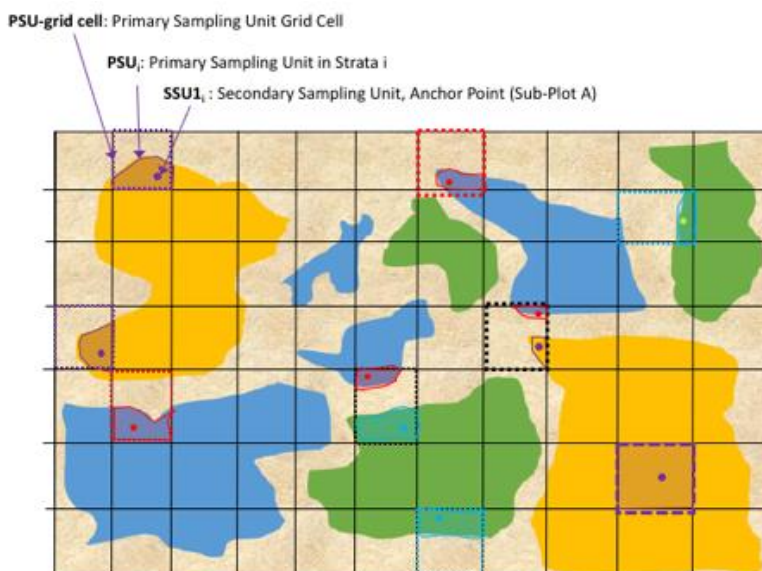 PSU-grid cell: Primary Sampling Unit Grid Cell
PSUi: Primary Sampling Unit in Strata i
SSU1i : Secondary Sampling Unit, Anchor Point (Sub-Plot A)